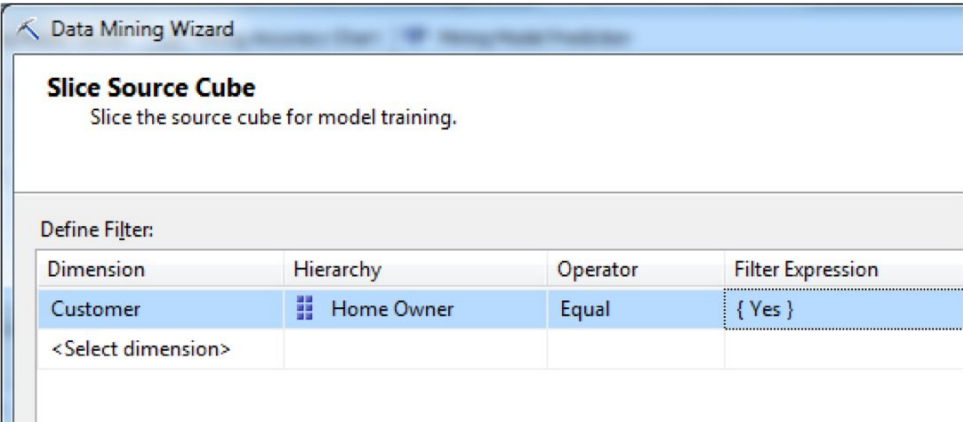 Data Mining Wizard
Slice Source Cube
Slice the source cube for model training.
Define Filter:
Dimension Hierarchy Operator Filter Expression
Customer Home Owner Equal { Yes }
<Select dimension>